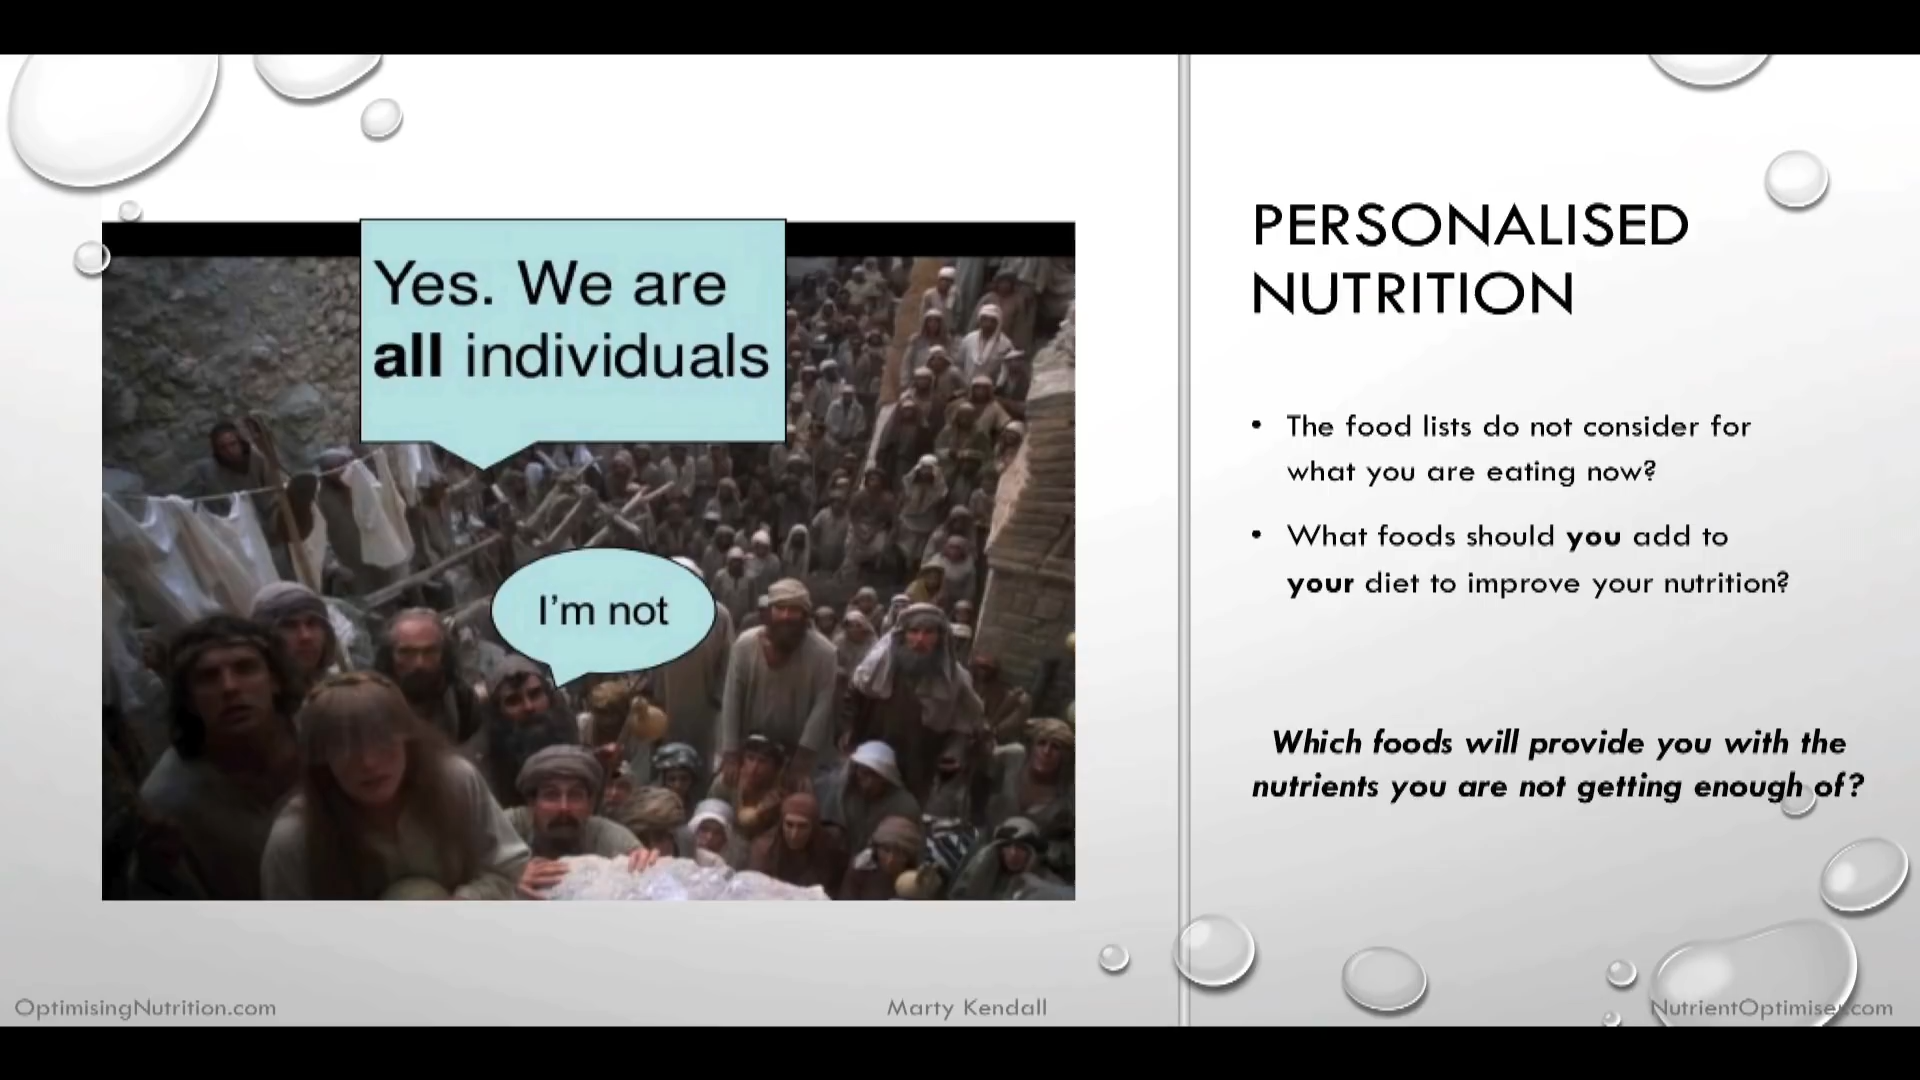 Yes. We are
all individuals
I'm not
PERSONALISED
NUTRITION
• The food lists do not consider for
what you are eating now?
• What foods should you add to
your diet to improve your nutrition?
Which foods will provide you with the
nutrients you are not getting enough of?
OptimisingNutrition.com
Marty Kendall
NutrientOptimiser.com